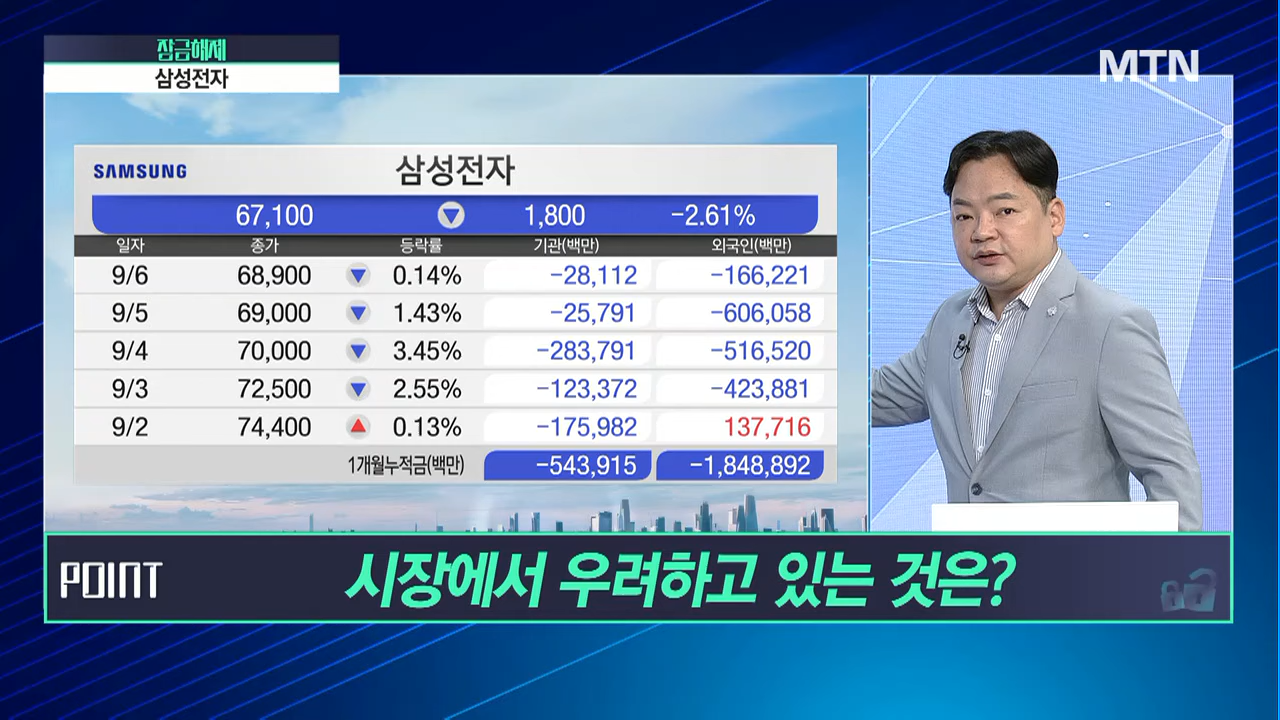 잠금해제
삼성전자
MTN
SAMSUNG 삼성전자
67,100 ▼ 1,800 -2.61%
일자 종가 등락률 기관(백만) 외국인(백만)
9/6 68,900 ▼ 0.14% -28,112 -166,221
9/5 69,000 ▼ 1.43% -25,791 -606,058
9/4 70,000 ▼ 3.45% -283,791 -516,520
9/3 72,500 ▼ 2.55% -123,372 -423,881
9/2 74,400 ▲ 0.13% -175,982 137,716
1개월누적금(백만) -543,915 -1,848,892
POINT 시장에서 우려하고 있는 것은?